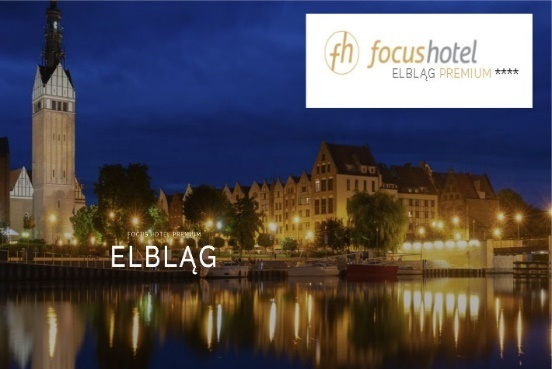 fh focushotel
ELBLĄG PREMIUM ****
FOCUS HOTEL PREMIUM
ELBLĄG